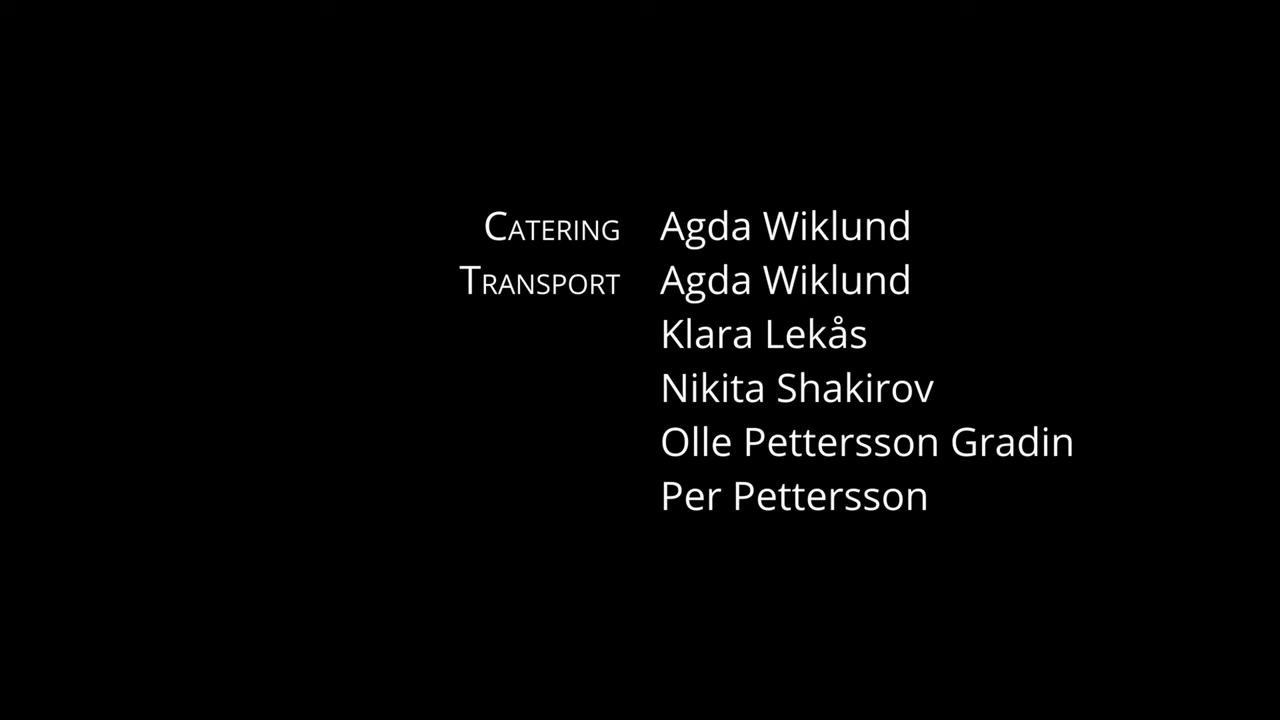 Catering Agda Wiklund
Transport Agda Wiklund
Klara Lekås
Nikita Shakirov
Olle Pettersson Gradin
Per Pettersson